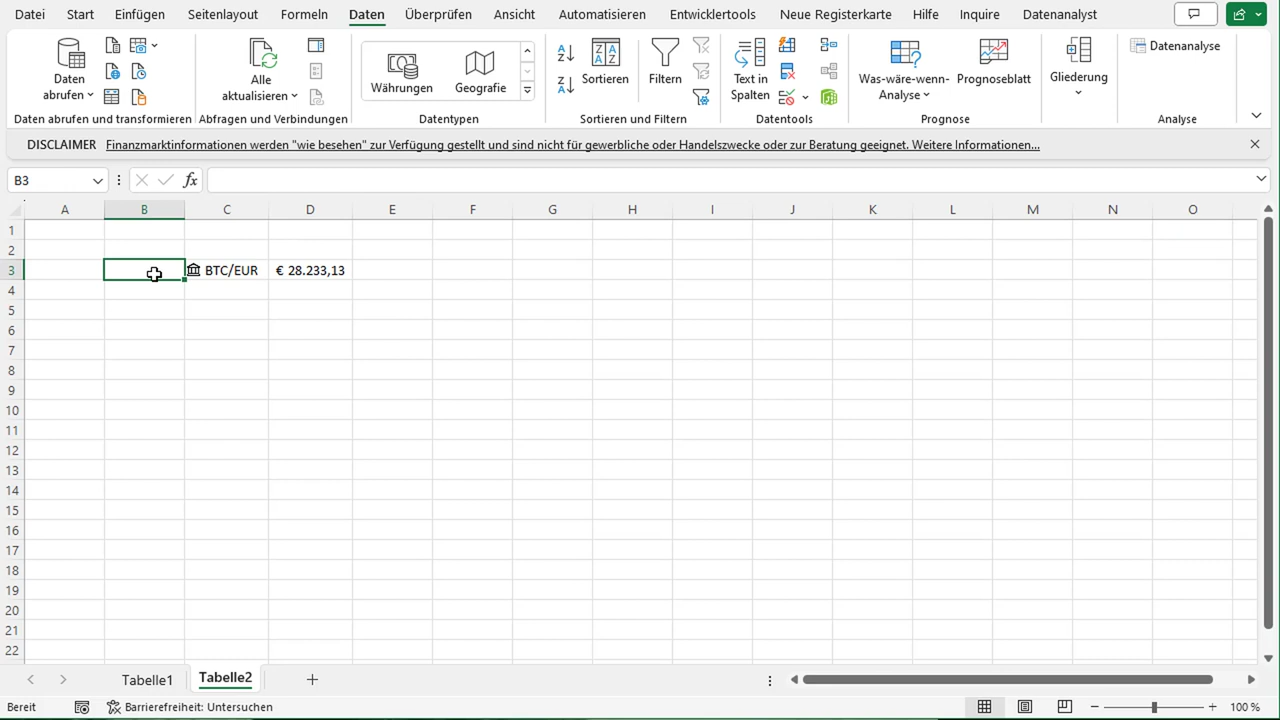 Datei Start Einfügen Seitenlayout Formeln Daten Überprüfen Ansicht Automatisieren Entwicklertools Neue Registerkarte Hilfe Inquire Datenanalyst
Daten abrufen
Alle aktualisieren
Währungen
Geografie
Sortieren
Filtern
Text in Spalten
Was-wäre-wenn-Analyse
Prognoseblatt
Gliederung
Datenanalyse
Daten abrufen und transformieren Abfragen und Verbindungen Datentypen Sortieren und Filtern Datentools Prognose Analyse
DISCLAIMER Finanzmarktinformationen werden "wie besehen" zur Verfügung gestellt und sind nicht für gewerbliche oder Handelszwecke oder zur Beratung geeignet. Weitere Informationen...
B3 fx
A B C D E F G H I J K L M N O
1
2
3 BTC/EUR € 28.233,13
4
5
6
7
8
9
10
11
12
13
14
15
16
17
18
19
20
21
22
Tabelle1 Tabelle2
Bereit Barrierefreiheit: Untersuchen 100 %